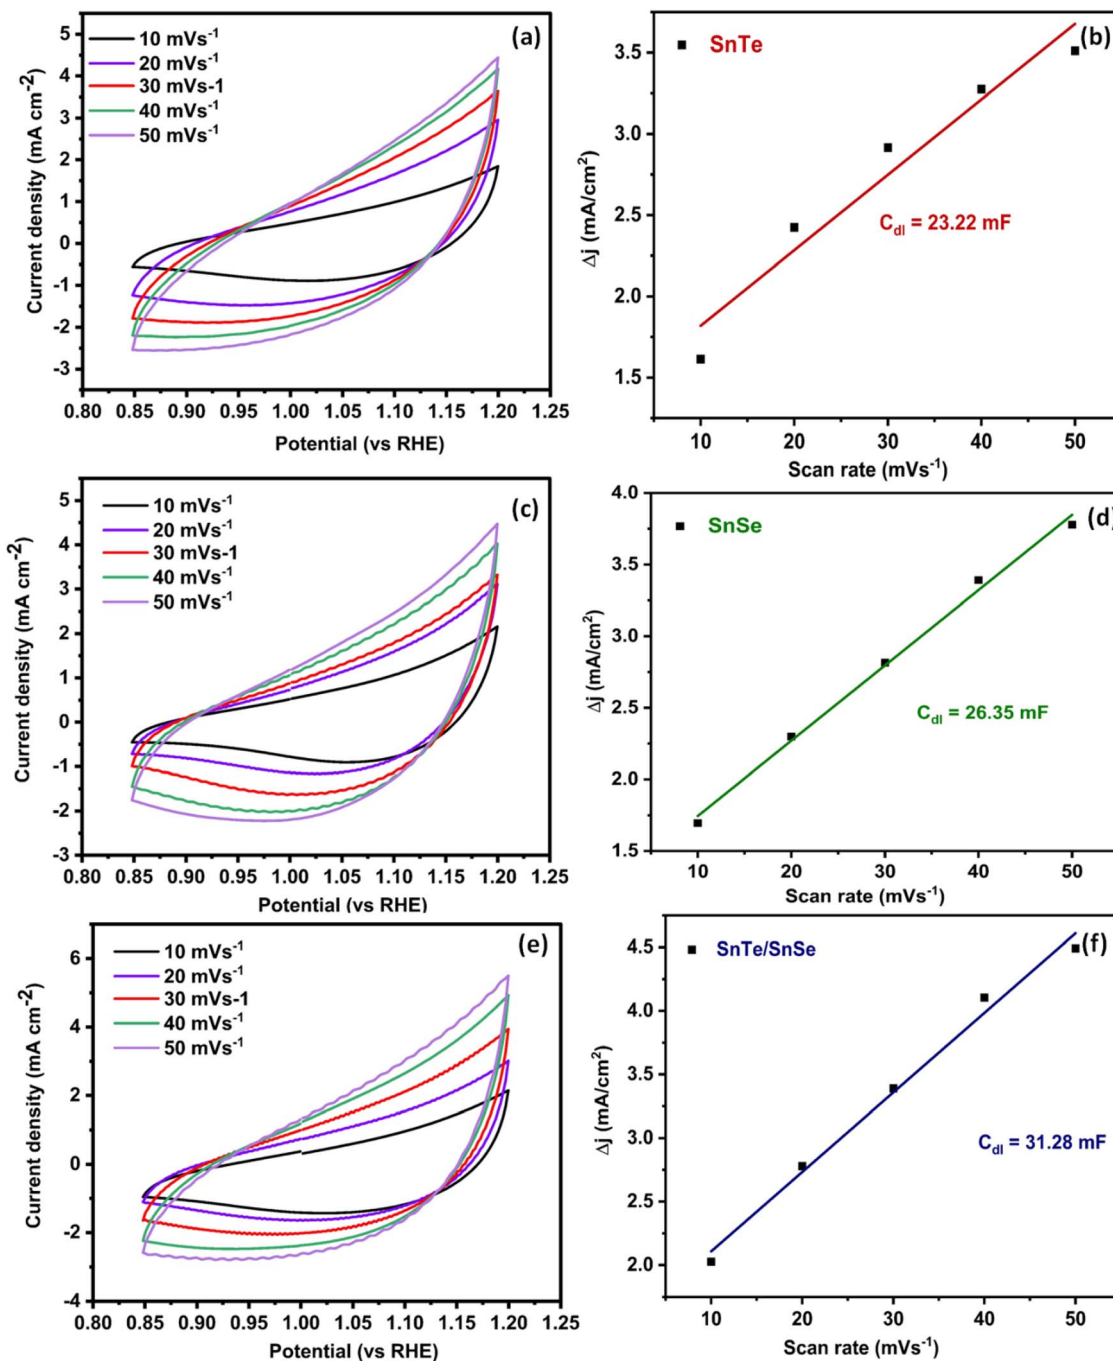 (a)
10 mVs⁻¹
20 mVs⁻¹
30 mVs-1
40 mVs⁻¹
50 mVs⁻¹
Current density (mA cm⁻²)
5
4
3
2
1
0
-1
-2
-3
0.80 0.85 0.90 0.95 1.00 1.05 1.10 1.15 1.20 1.25
Potential (vs RHE)
(b)
SnTe
Δj (mA/cm²)
3.5
3.0
2.5
2.0
1.5
C_dl = 23.22 mF
10 20 30 40 50
Scan rate (mVs⁻¹)
(c)
10 mVs⁻¹
20 mVs⁻¹
30 mVs-1
40 mVs⁻¹
50 mVs⁻¹
Current density (mA cm⁻²)
5
4
3
2
1
0
-1
-2
-3
0.80 0.85 0.90 0.95 1.00 1.05 1.10 1.15 1.20 1.25
Potential (vs RHE)
(d)
SnSe
Δj (mA/cm²)
4.0
3.5
3.0
2.5
2.0
1.5
C_dl = 26.35 mF
10 20 30 40 50
Scan rate (mVs⁻¹)
(e)
10 mVs⁻¹
20 mVs⁻¹
30 mVs-1
40 mVs⁻¹
50 mVs⁻¹
Current density (mA cm⁻²)
6
4
2
0
-2
-4
0.80 0.85 0.90 0.95 1.00 1.05 1.10 1.15 1.20 1.25
Potential (vs RHE)
(f)
SnTe/SnSe
Δj (mA/cm²)
4.5
4.0
3.5
3.0
2.5
2.0
C_dl = 31.28 mF
10 20 30 40 50
Scan rate (mVs⁻¹)